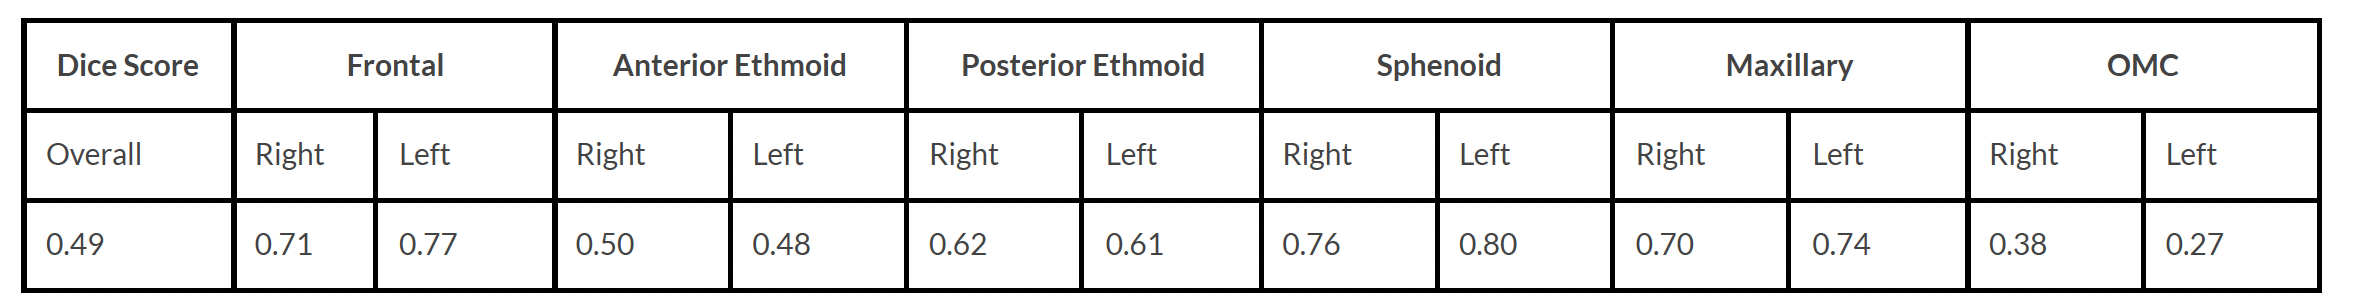 Dice Score Frontal Anterior Ethmoid Posterior Ethmoid Sphenoid Maxillary OMC
Overall Right Left Right Left Right Left Right Left Right Left Right Left
0.49 0.71 0.77 0.50 0.48 0.62 0.61 0.76 0.80 0.70 0.74 0.38 0.27